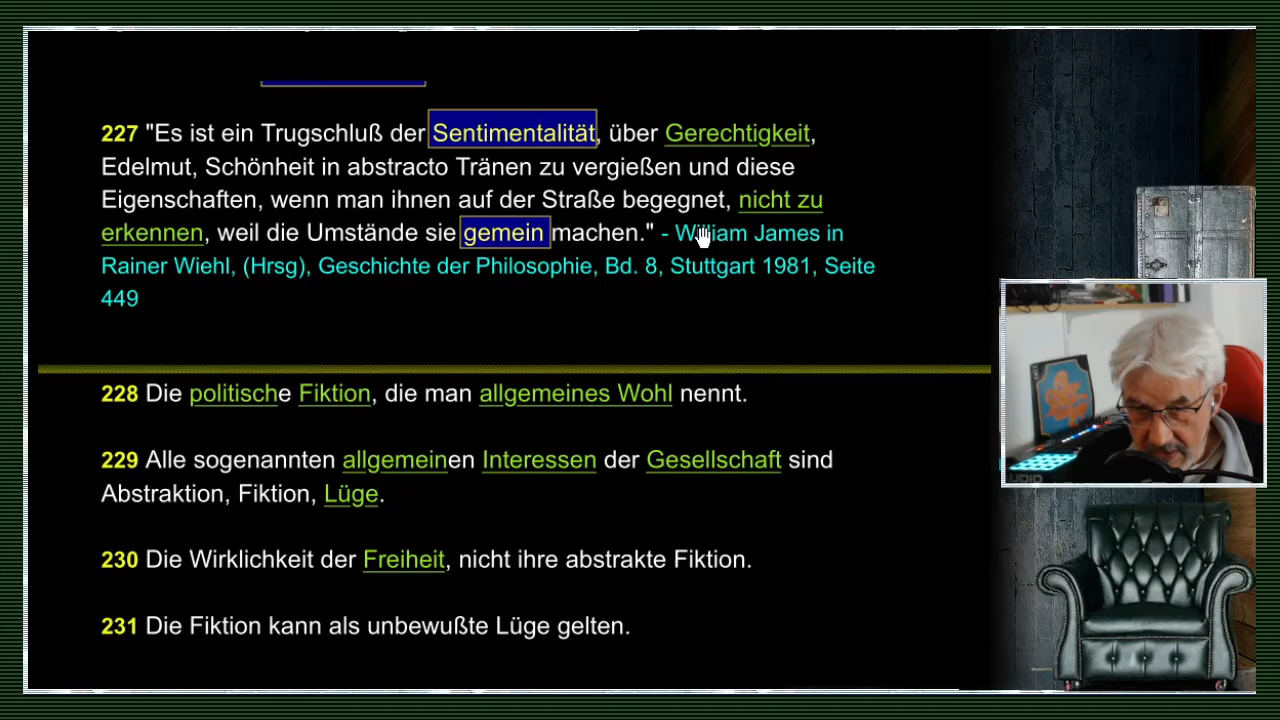 227 "Es ist ein Trugschluß der Sentimentalität, über Gerechtigkeit,
Edelmut, Schönheit in abstracto Tränen zu vergießen und diese
Eigenschaften, wenn man ihnen auf der Straße begegnet, nicht zu
erkennen, weil die Umstände sie gemein machen." - William James in
Rainer Wiehl, (Hrsg), Geschichte der Philosophie, Bd. 8, Stuttgart 1981, Seite
449
228 Die politische Fiktion, die man allgemeines Wohl nennt.
229 Alle sogenannten allgemeinen Interessen der Gesellschaft sind
Abstraktion, Fiktion, Lüge.
230 Die Wirklichkeit der Freiheit, nicht ihre abstrakte Fiktion.
231 Die Fiktion kann als unbewußte Lüge gelten.